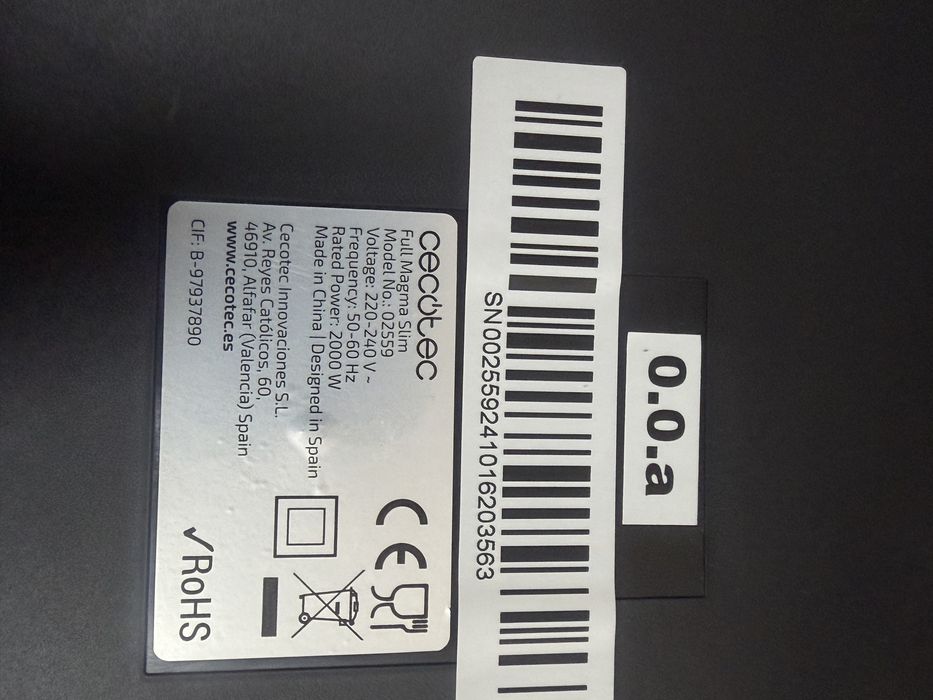 0.0.a
SN002559241016203563
cecotec
Full Magma Slim
Model No.: 02559
Voltage: 220-240 V ~
Frequency: 50-60 Hz
Rated Power: 2000 W
Made in China | Designed in Spain
Cecotec Innovaciones S.L.
Av. Reyes Católicos, 60,
46910, Alfafar (Valencia) Spain
www.cecotec.es
CIF: B-97937890
CE
✓RoHS